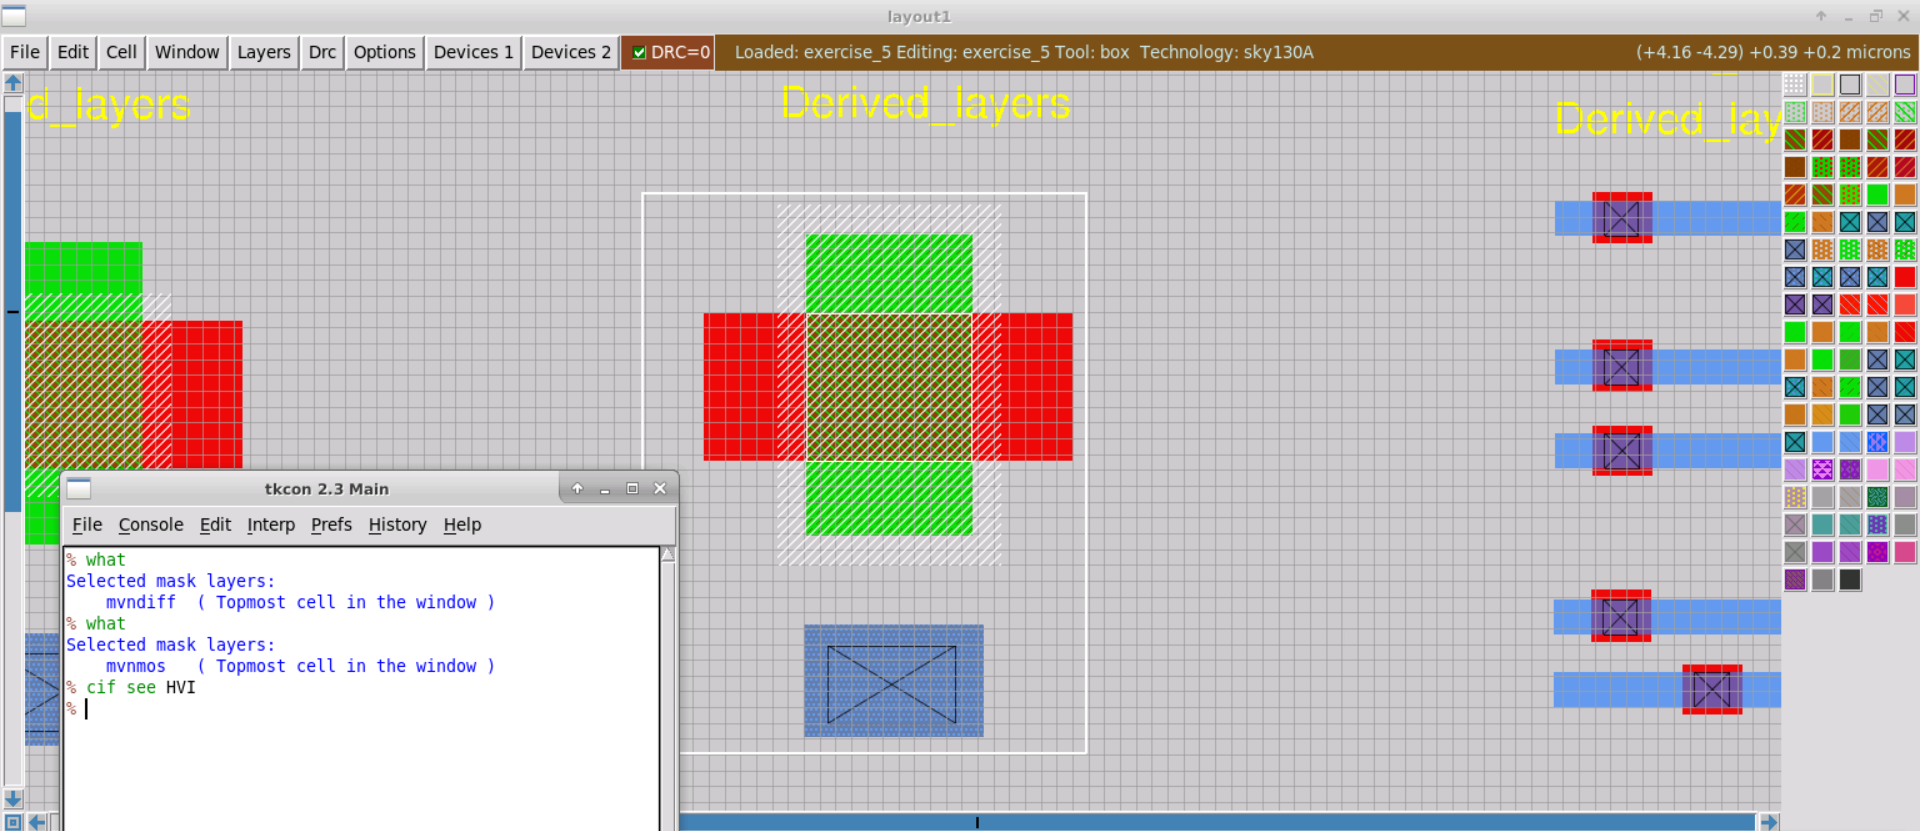 layout1
File Edit Cell Window Layers Drc Options Devices 1 Devices 2 DRC=0 Loaded: exercise_5 Editing: exercise_5 Tool: box Technology: sky130A (+4.16 -4.29) +0.39 +0.2 microns
d_layers Derived_layers Derived_lay
tkcon 2.3 Main
File Console Edit Interp Prefs History Help
% what
Selected mask layers:
mvndiff ( Topmost cell in the window )
% what
Selected mask layers:
mvnmos ( Topmost cell in the window )
% cif see HVI
%